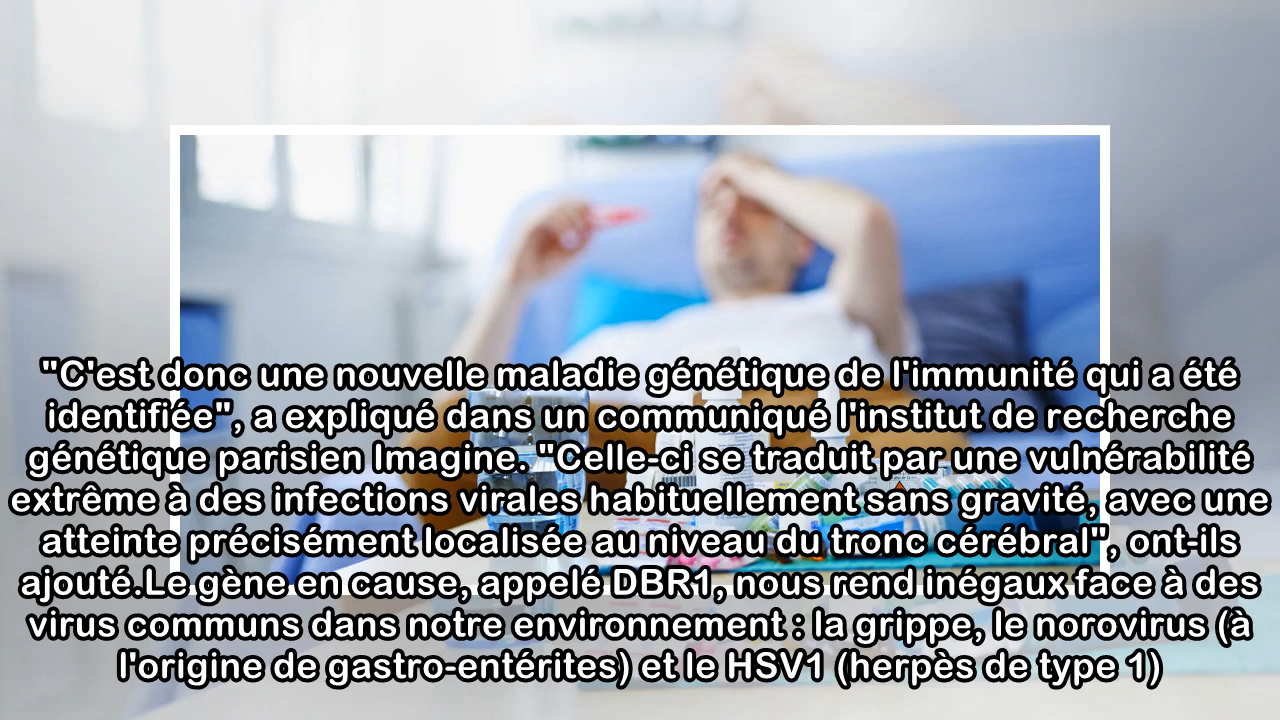 "C'est donc une nouvelle maladie génétique de l'immunité qui a été
identifiée", a expliqué dans un communiqué l'institut de recherche
génétique parisien Imagine. "Celle-ci se traduit par une vulnérabilité
extrême à des infections virales habituellement sans gravité, avec une
atteinte précisément localisée au niveau du tronc cérébral", ont-ils
ajouté.Le gène en cause, appelé DBR1, nous rend inégaux face à des
virus communs dans notre environnement : la grippe, le norovirus (à
l'origine de gastro-entérites) et le HSV1 (herpès de type 1)